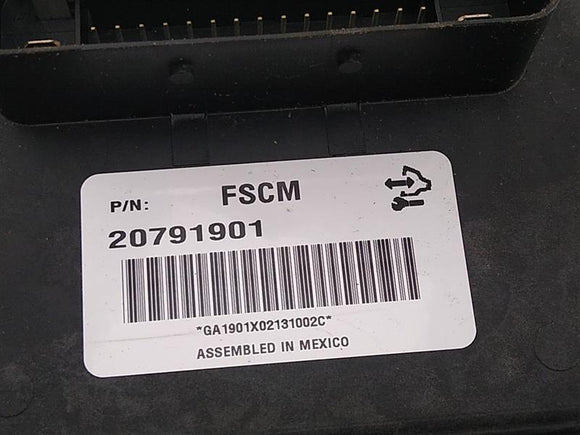 FSCM
P/N:
20791901
*GA1901X02131002C*
ASSEMBLED IN MEXICO